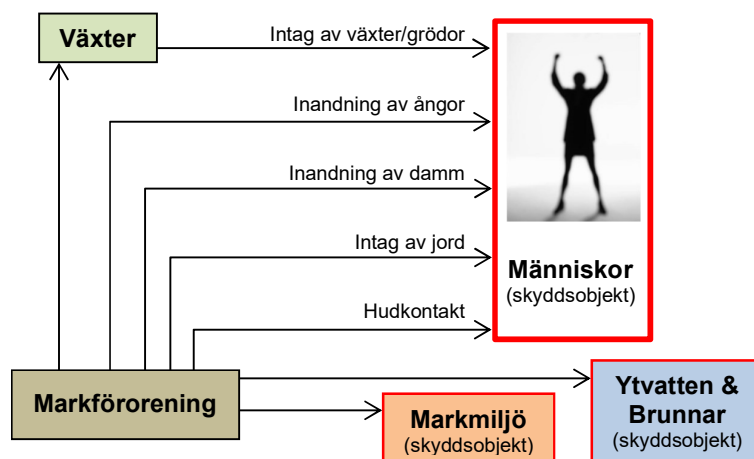 Växter
Intag av växter/grödor
Inandning av ångor
Inandning av damm
Intag av jord
Hudkontakt
Människor
(skyddsobjekt)
Markförorening
Markmiljö
(skyddsobjekt)
Ytvatten &
Brunnar
(skyddsobjekt)